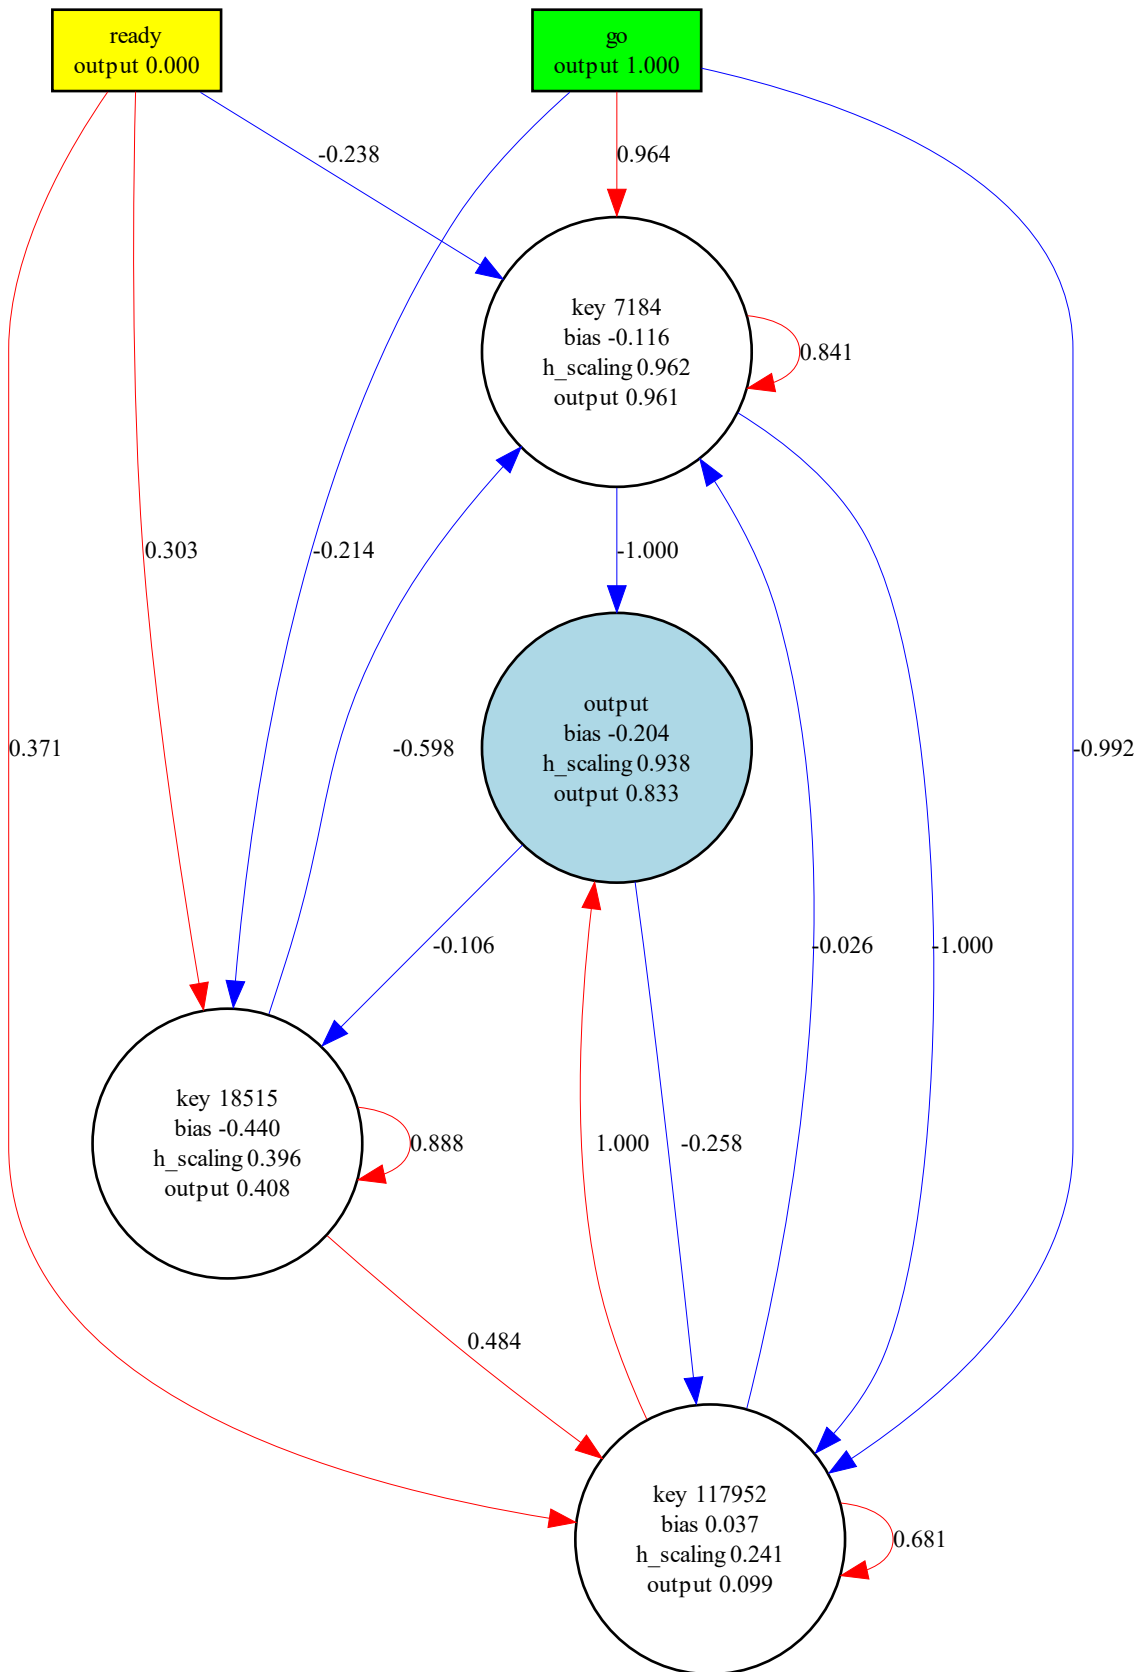 ready
output 0.000
go
output 1.000
-0.238
0.964
key 7184
bias -0.116
h_scaling 0.962
output 0.961
0.841
0.303
-0.214
-1.000
output
bias -0.204
h_scaling 0.938
output 0.833
0.371
-0.598
-0.992
-0.106
-0.026
-1.000
key 18515
bias -0.440
h_scaling 0.396
output 0.408
0.888
1.000
-0.258
0.484
key 117952
bias 0.037
h_scaling 0.241
output 0.099
0.681